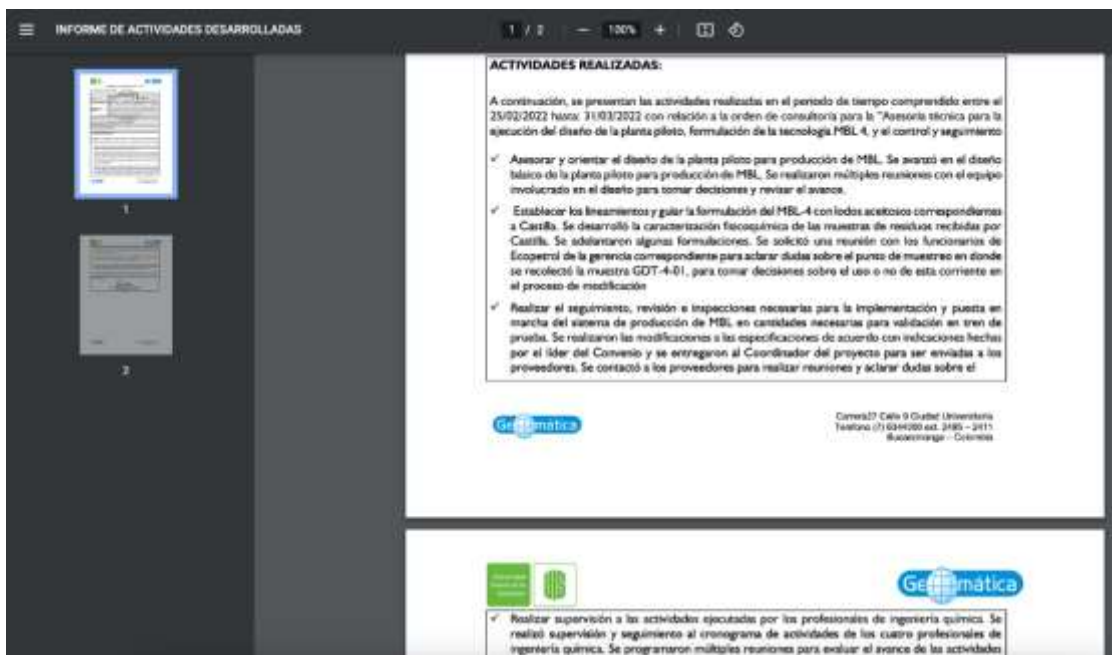 INFORME DE ACTIVIDADES DESARROLLADAS
1 / 2
100%
1
2
ACTIVIDADES REALIZADAS:
A continuación, se presentan las actividades realizadas en el periodo de tiempo comprendido entre el
25/02/2022 hasta: 31/03/2022 con relación a la orden de consultoría para la "Asesoría técnica para la
ejecución del diseño de la planta piloto, formulación de la tecnología MBL 4, y el control y seguimiento
✓ Asesorar y orientar el diseño de la planta piloto para producción de MBL. Se avanzó en el diseño
básico de la planta piloto para producción de MBL. Se realizaron múltiples reuniones con el equipo
involucrado en el diseño para tomar decisiones y revisar el avance.
✓ Establecer los lineamientos y guiar la formulación del MBL-4 con lodos aceitosos correspondientes
a Castilla. Se desarrolló la caracterización fisicoquímica de las muestras de residuos recibidas por
Castilla. Se adelantaron algunas formulaciones. Se solicitó una reunión con los funcionarios de
Ecopetrol de la gerencia correspondiente para aclarar dudas sobre el punto de muestreo en donde
se recolectó la muestra GDT-4-01, para tomar decisiones sobre el uso o no de esta corriente en
el proceso de modificación
✓ Realizar el seguimiento, revisión e inspecciones necesarias para la implementación y puesta en
marcha del sistema de producción de MBL en cantidades necesarias para validación en tren de
prueba. Se realizaron las modificaciones a las especificaciones de acuerdo con indicaciones hechas
por el líder del Convenio y se entregaron al Coordinador del proyecto para ser enviadas a los
proveedores. Se contactó a los proveedores para realizar reuniones y aclarar dudas sobre el
Geomática
Carrera27 Calle 9 Ciudad Universitaria
Teléfono (7) 6344000 ext. 2485 – 2411
Bucaramanga – Colombia
Geomática
✓ Realizar supervisión a las actividades ejecutadas por los profesionales de ingeniería química. Se
realizó supervisión y seguimiento al cronograma de actividades de los cuatro profesionales de
ingeniería química. Se programaron múltiples reuniones para evaluar el avance de las actividades